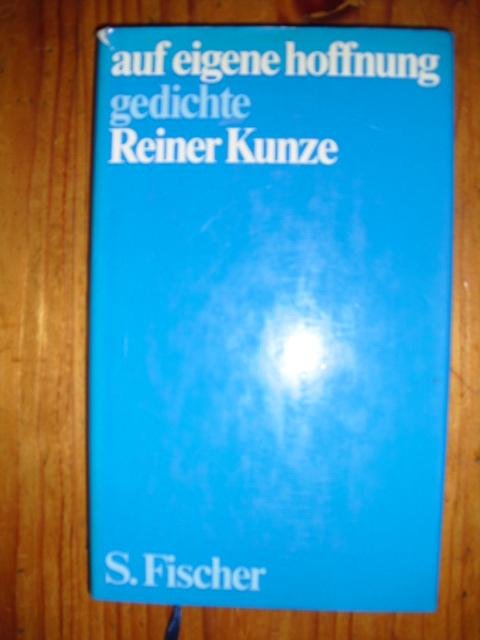 auf eigene hoffnung
gedichte
Reiner Kunze
S. Fischer